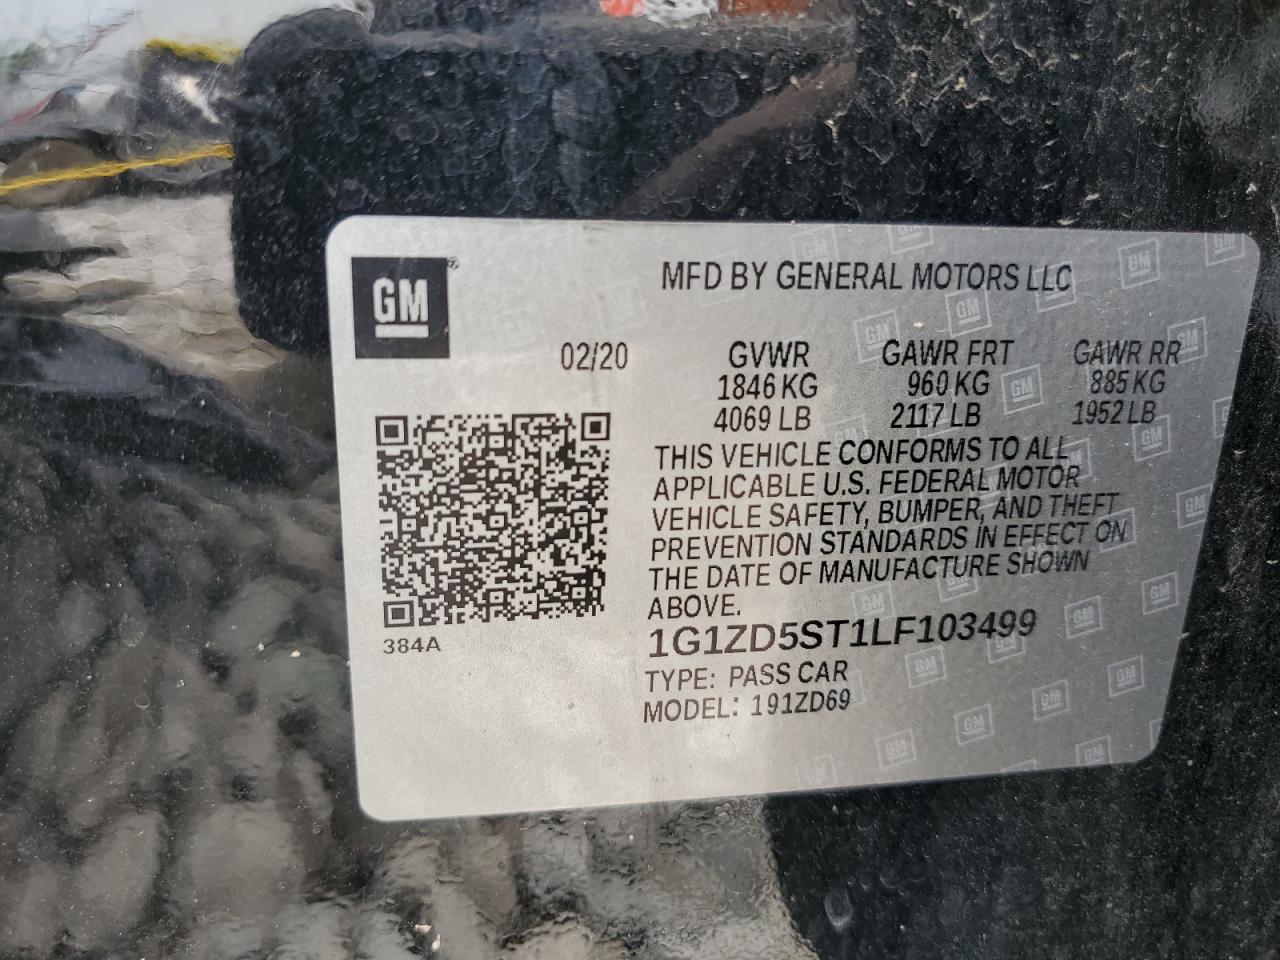 GM
MFD BY GENERAL MOTORS LLC
02/20 GVWR GAWR FRT GAWR RR
1846 KG 960 KG 885 KG
4069 LB 2117 LB 1952 LB
THIS VEHICLE CONFORMS TO ALL
APPLICABLE U.S. FEDERAL MOTOR
VEHICLE SAFETY, BUMPER, AND THEFT
PREVENTION STANDARDS IN EFFECT ON
THE DATE OF MANUFACTURE SHOWN
ABOVE.
384A
1G1ZD5ST1LF103499
TYPE: PASS CAR
MODEL: 191ZD69